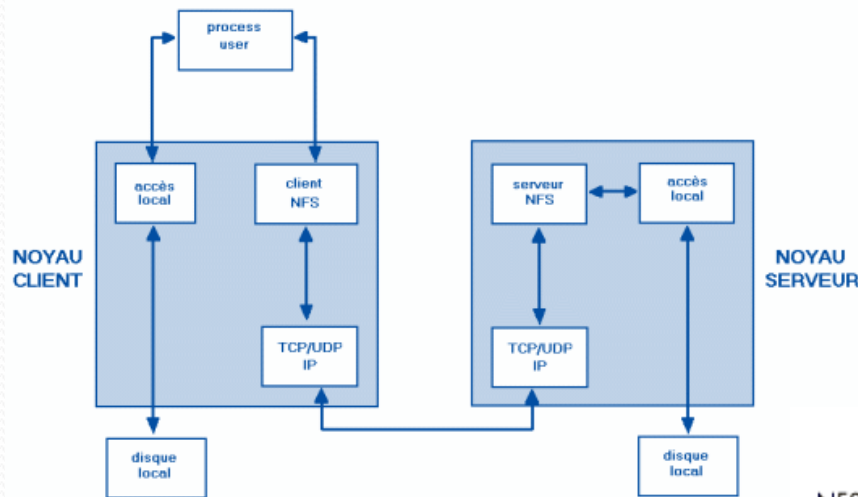 process
user
accès
local
client
NFS
serveur
NFS
accès
local
NOYAU
CLIENT
NOYAU
SERVEUR
TCP/UDP
IP
TCP/UDP
IP
disque
local
disque
local